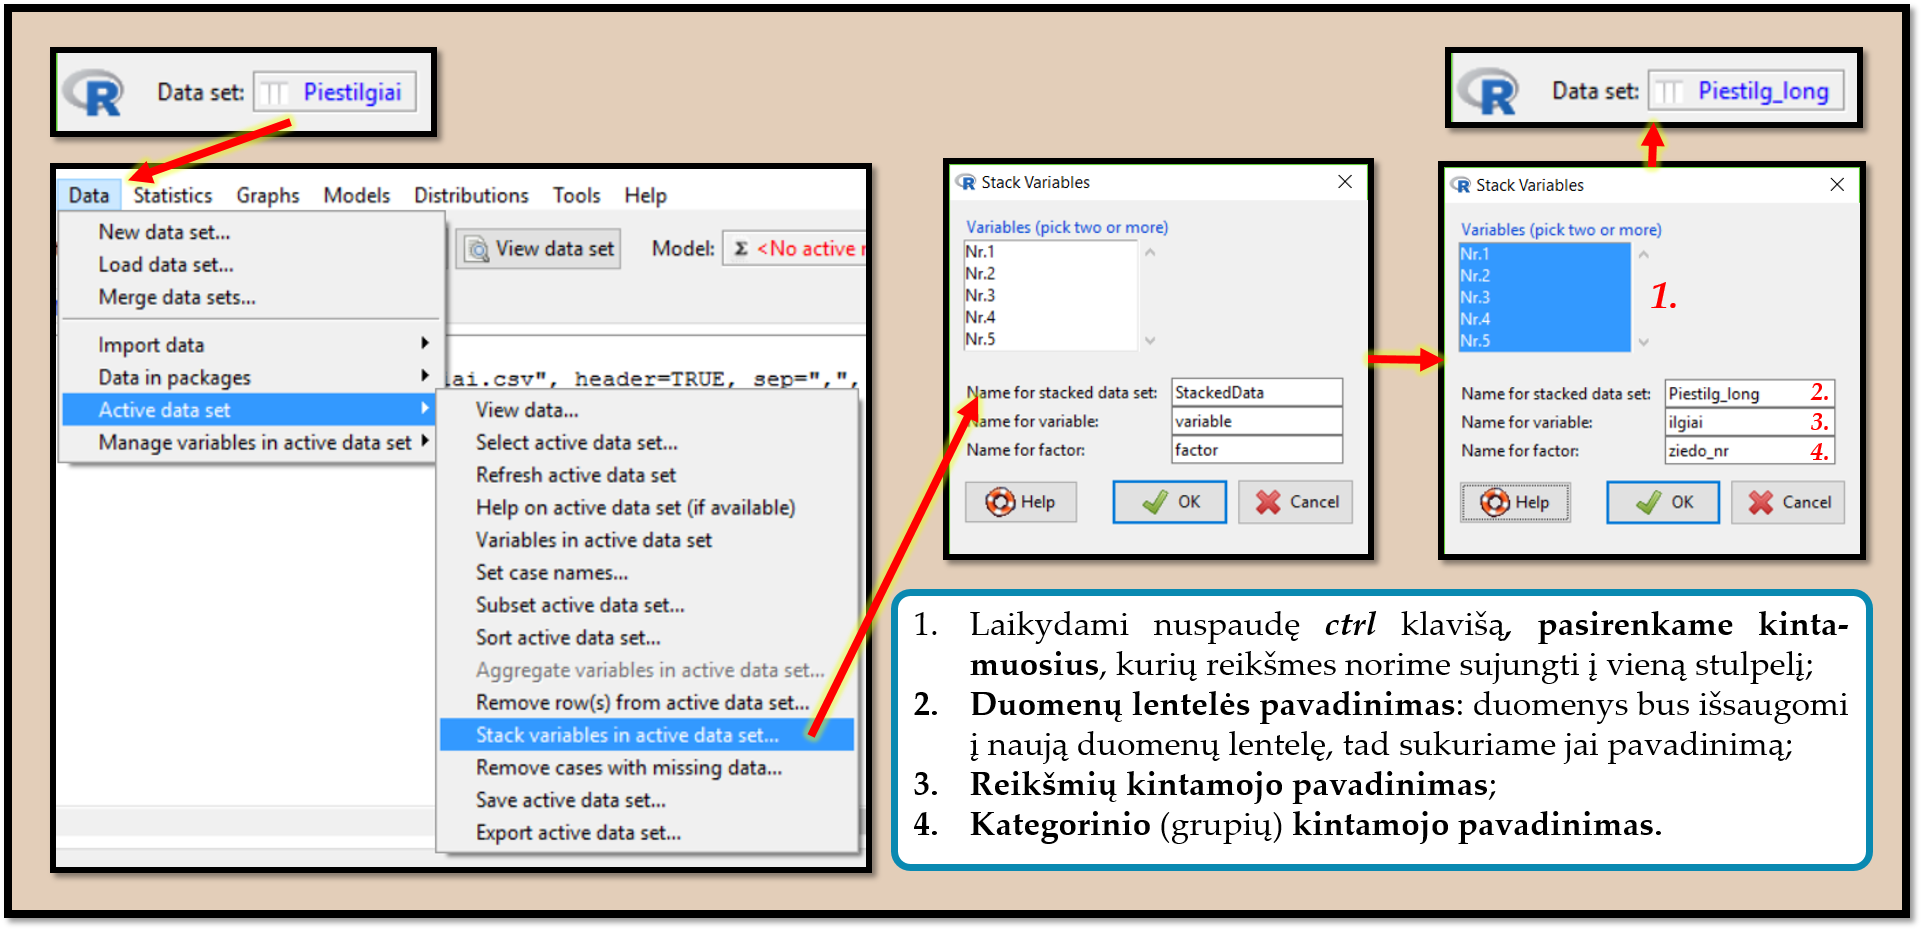 R
Data set: Piestilgiai
Data Statistics Graphs Models Distributions Tools Help
New data set...
Load data set...
Merge data sets...
Import data
Data in packages
Active data set
Manage variables in active data set
View data set Model: Σ <No active
iai.csv", header=TRUE, sep=",",
View data...
Select active data set...
Refresh active data set
Help on active data set (if available)
Variables in active data set
Set case names...
Subset active data set...
Sort active data set...
Aggregate variables in active data set...
Remove row(s) from active data set...
Stack variables in active data set...
Remove cases with missing data...
Save active data set...
Export active data set...
R Stack Variables
Variables (pick two or more)
Nr.1
Nr.2
Nr.3
Nr.4
Nr.5
Name for stacked data set: StackedData
Name for variable: variable
Name for factor: factor
Help OK Cancel
R
Data set: Piestilg_long
R Stack Variables
Variables (pick two or more)
Nr.1
Nr.2
Nr.3
Nr.4
Nr.5
1.
Name for stacked data set: Piestilg_long 2.
Name for variable: ilgiai 3.
Name for factor: ziedo_nr 4.
Help OK Cancel
1. Laikydami nuspaudę ctrl klavišą, pasirenkame kinta-
muosius, kurių reikšmes norime sujungti į vieną stulpelį;
2. Duomenų lentelės pavadinimas: duomenys bus išsaugomi
į naują duomenų lentelę, tad sukuriame jai pavadinimą;
3. Reikšmių kintamojo pavadinimas;
4. Kategorinio (grupių) kintamojo pavadinimas.